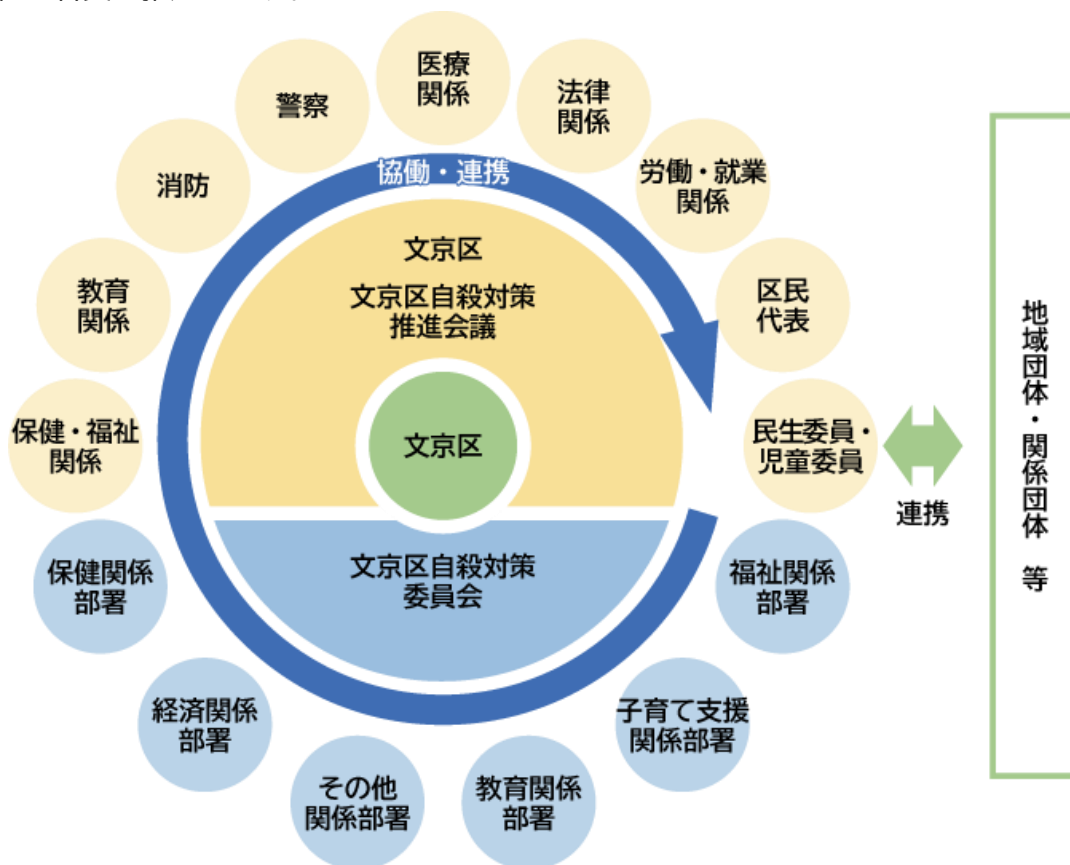 医療
関係
警察
法律
関係
消防
協働・連携
労働・就業
関係
文京区
文京区自殺対策
推進会議
教育
関係
区民
代表
保健・福祉
関係
文京区
民生委員・
児童委員
連携
地域団体・関係団体　等
保健関係
部署
文京区自殺対策
委員会
福祉関係
部署
経済関係
部署
子育て支援
関係部署
その他
関係部署
教育関係
部署